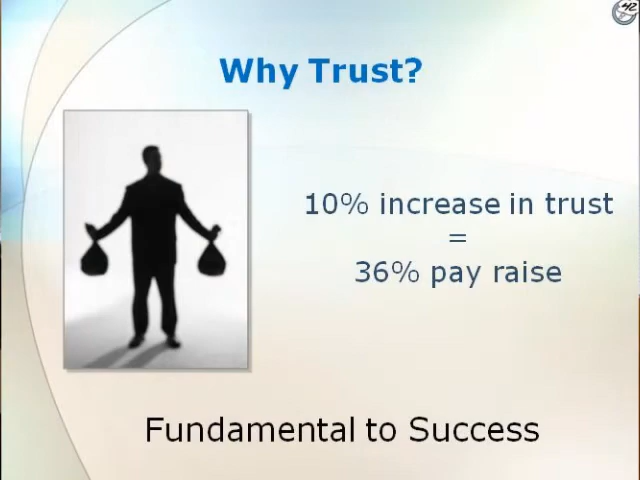 Why Trust?
10% increase in trust
=
36% pay raise
Fundamental to Success